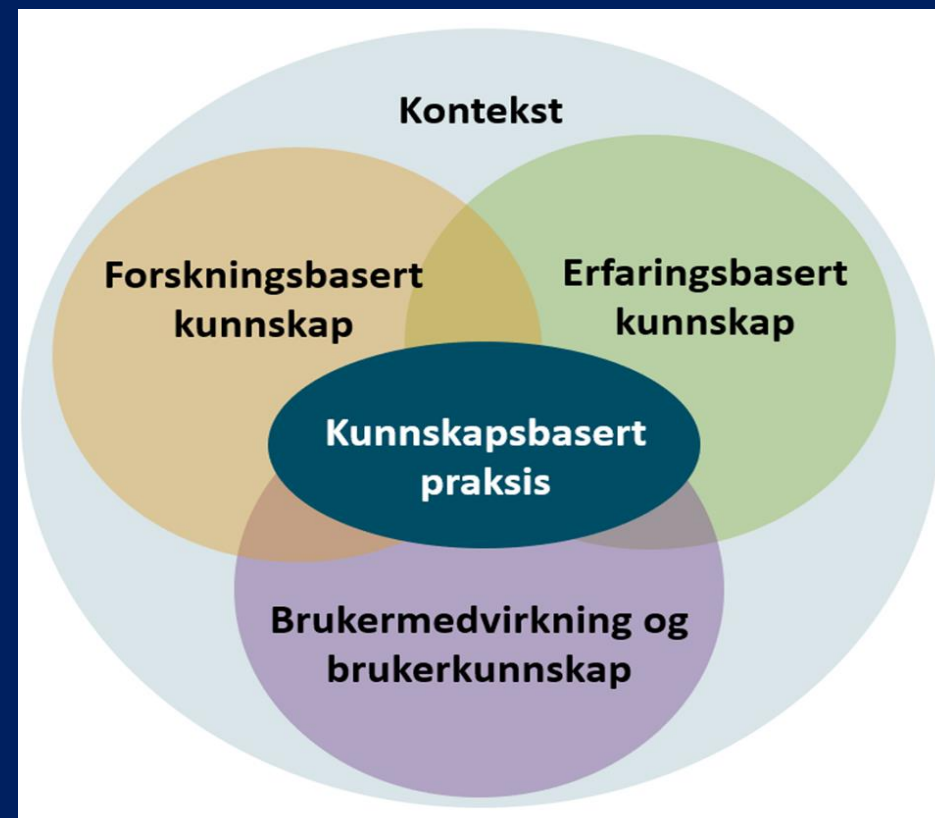 Kontekst
Forskningsbasert
kunnskap
Erfaringsbasert
kunnskap
Kunnskapsbasert
praksis
Brukermedvirkning og
brukerkunnskap